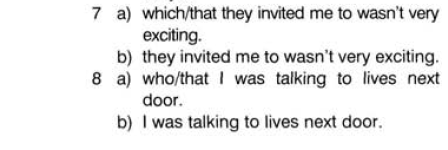 7 a) which/that they invited me to wasn't very
exciting.
b) they invited me to wasn't very exciting.
8 a) who/that I was talking to lives next
door.
b) I was talking to lives next door.